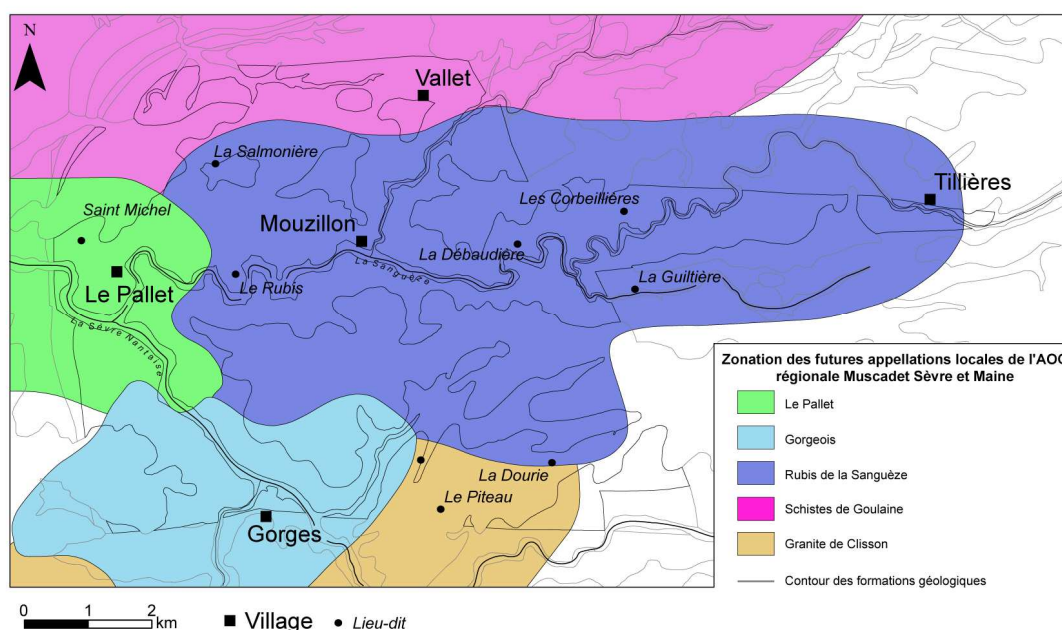 N
Vallet
La Salmonière
Tillières
Saint Michel
Les Corbeillières
Mouzillon
La Débaudière
La Sanguèze
Le Rubis
La Guiltière
Le Pallet
La Sèvre Nantaise
Zonation des futures appellations locales de l'AOC
régionale Muscadet Sèvre et Maine
Le Pallet
Gorgeois
Rubis de la Sanguèze
Schistes de Goulaine
Granite de Clisson
Contour des formations géologiques
La Dourie
Le Piteau
Gorges
0 1 2
km
Village
Lieu-dit